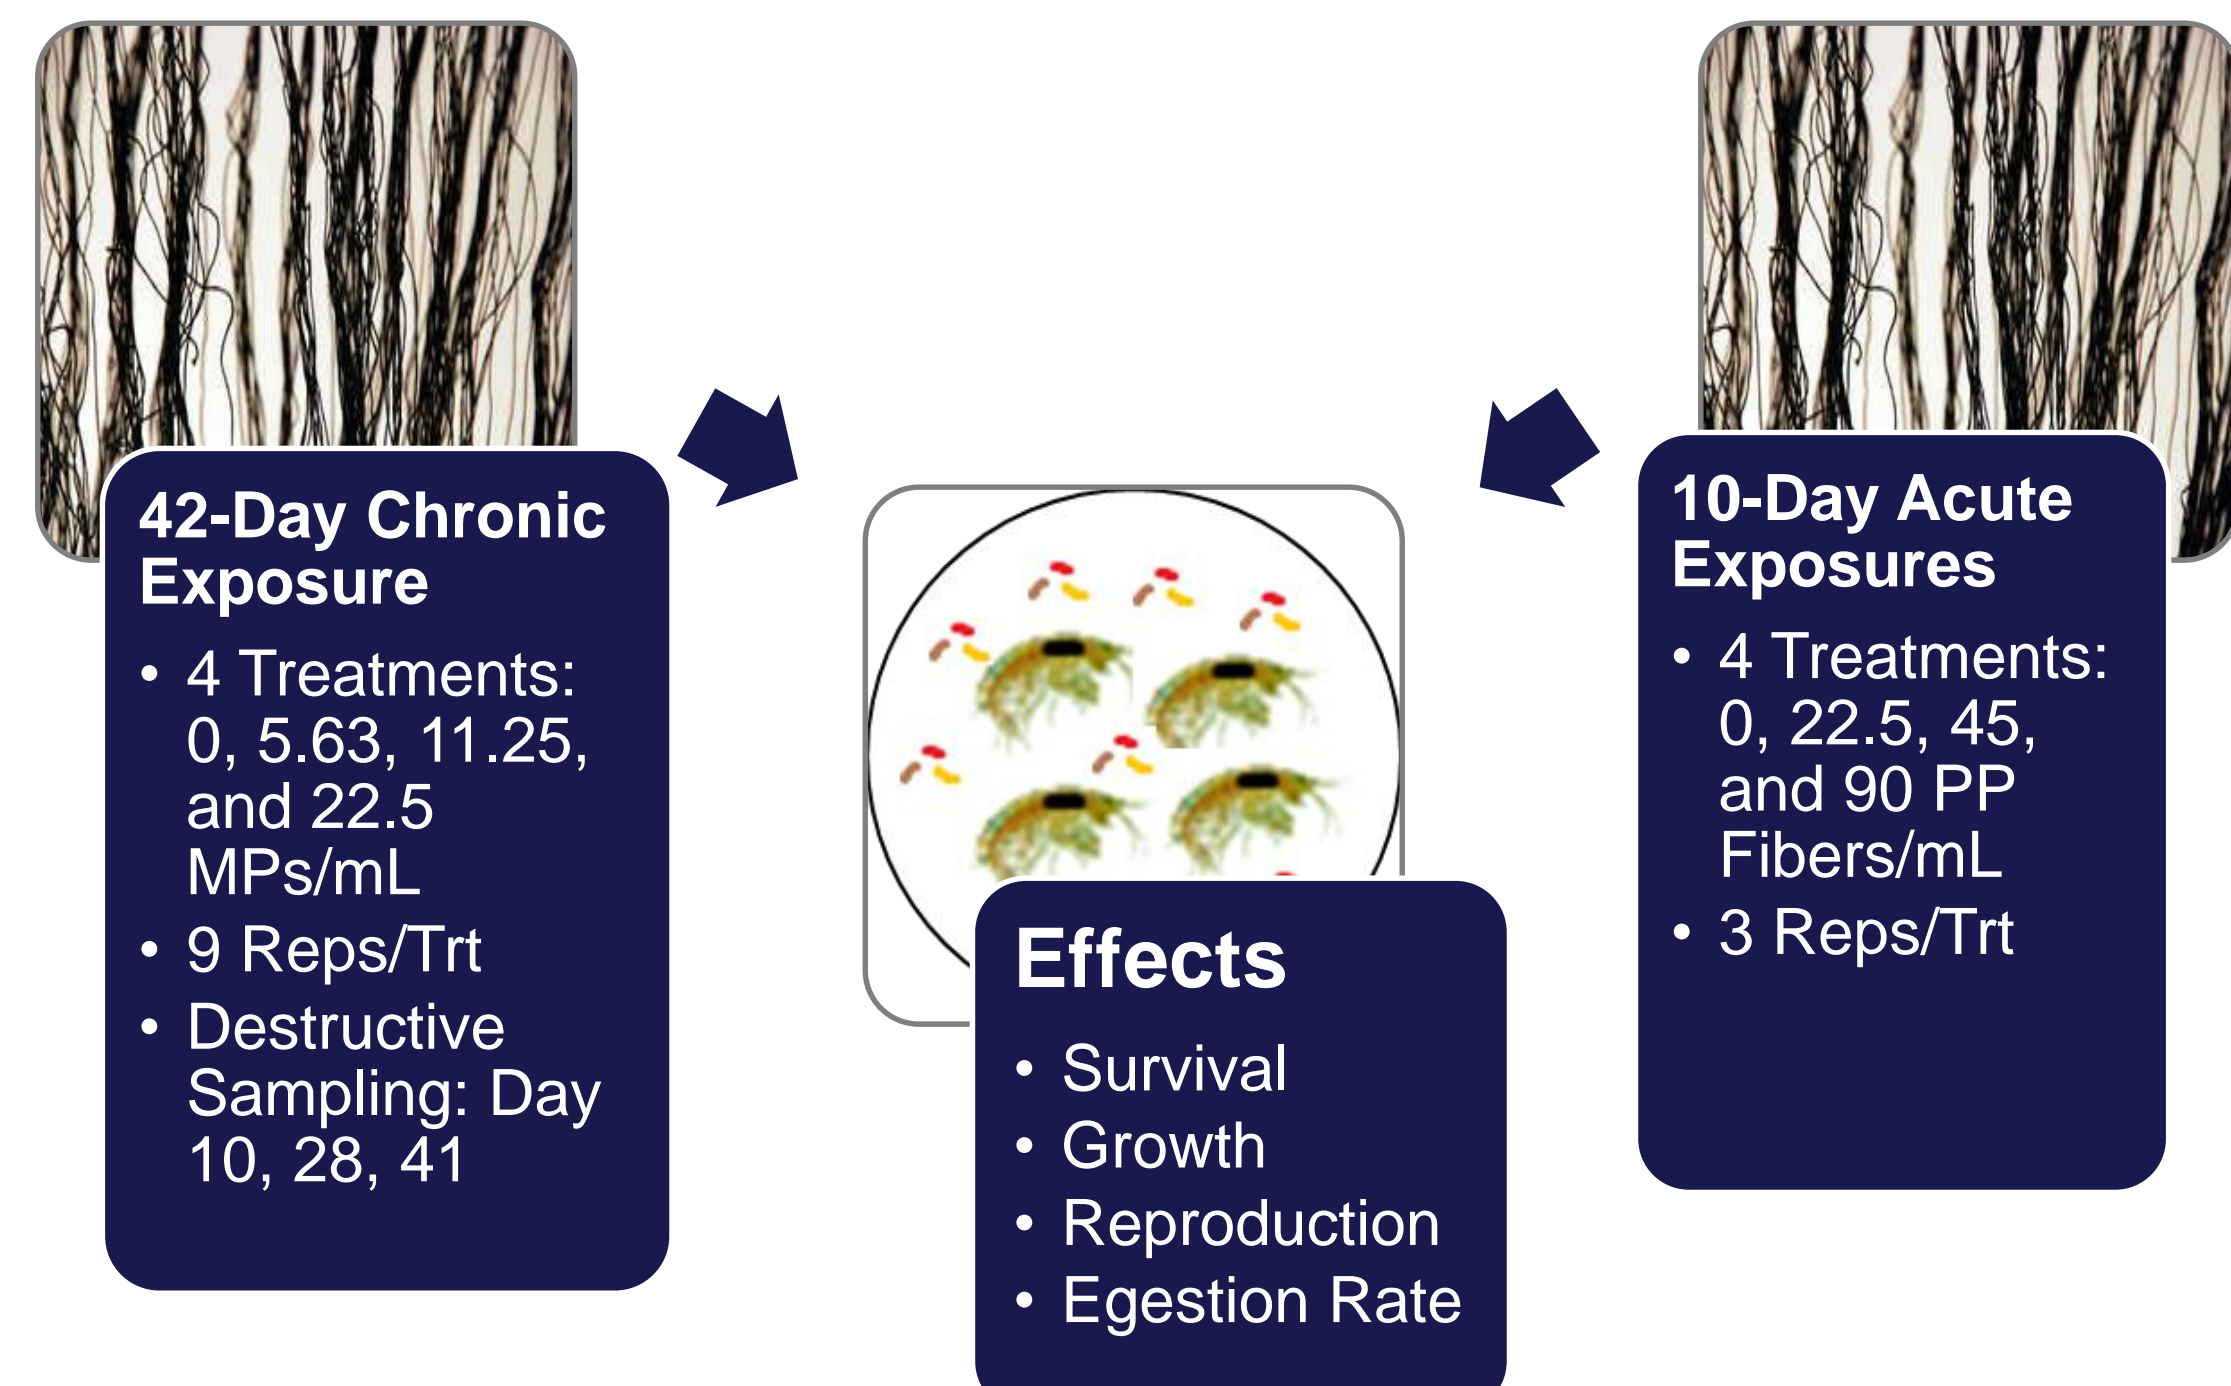 42-Day Chronic
Exposure
• 4 Treatments:
0, 5.63, 11.25,
and 22.5
MPs/mL
• 9 Reps/Trt
• Destructive
Sampling: Day
10, 28, 41
Effects
• Survival
• Growth
• Reproduction
• Egestion Rate
10-Day Acute
Exposures
• 4 Treatments:
0, 22.5, 45,
and 90 PP
Fibers/mL
• 3 Reps/Trt